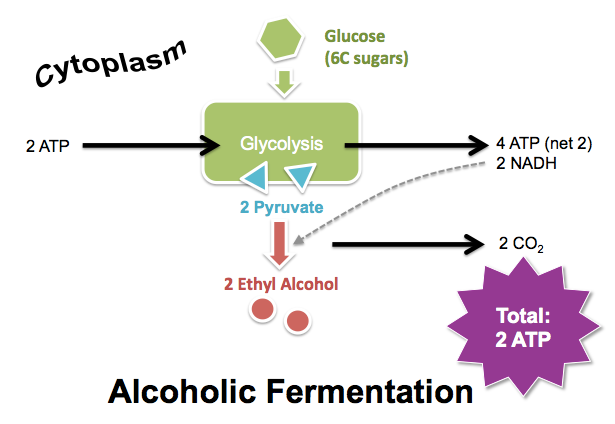 Cytoplasm
Glucose
(6C sugars)
2 ATP
Glycolysis
4 ATP (net 2)
2 NADH
2 Pyruvate
2 CO₂
2 Ethyl Alcohol
Total:
2 ATP
Alcoholic Fermentation